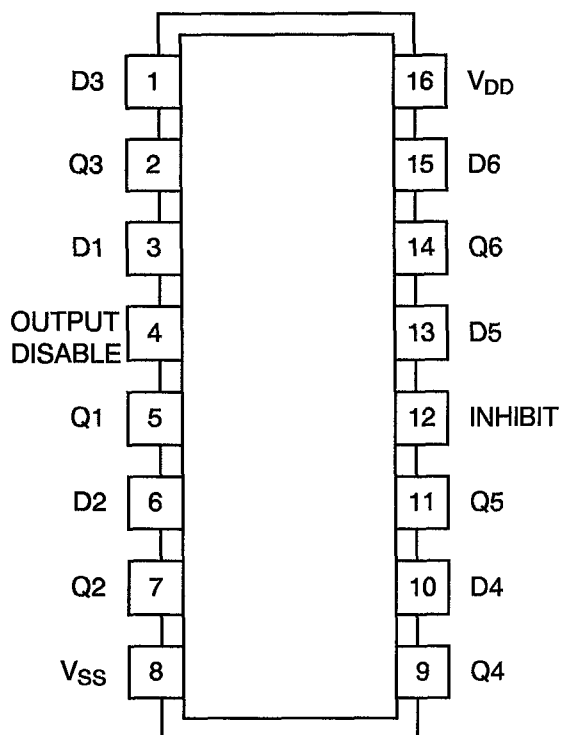 D3 1 16 VDD
Q3 2 15 D6
D1 3 14 Q6
OUTPUT
DISABLE 4 13 D5
Q1 5 12 INHIBIT
D2 6 11 Q5
Q2 7 10 D4
VSS 8 9 Q4